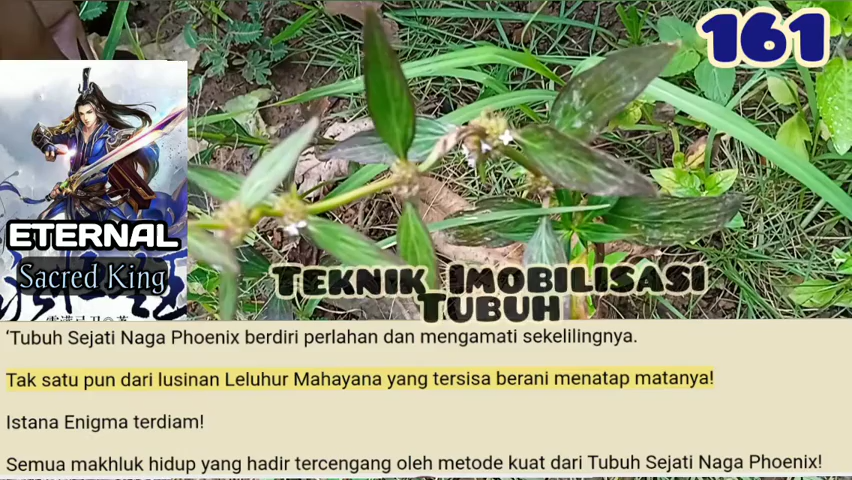 161
ETERNAL
Sacred King
TEKNIK IMOBILISASI
TUBUH
‘Tubuh Sejati Naga Phoenix berdiri perlahan dan mengamati sekelilingnya.
Tak satu pun dari lusinan Leluhur Mahayana yang tersisa berani menatap matanya!
Istana Enigma terdiam!
Semua makhluk hidup yang hadir tercengang oleh metode kuat dari Tubuh Sejati Naga Phoenix!